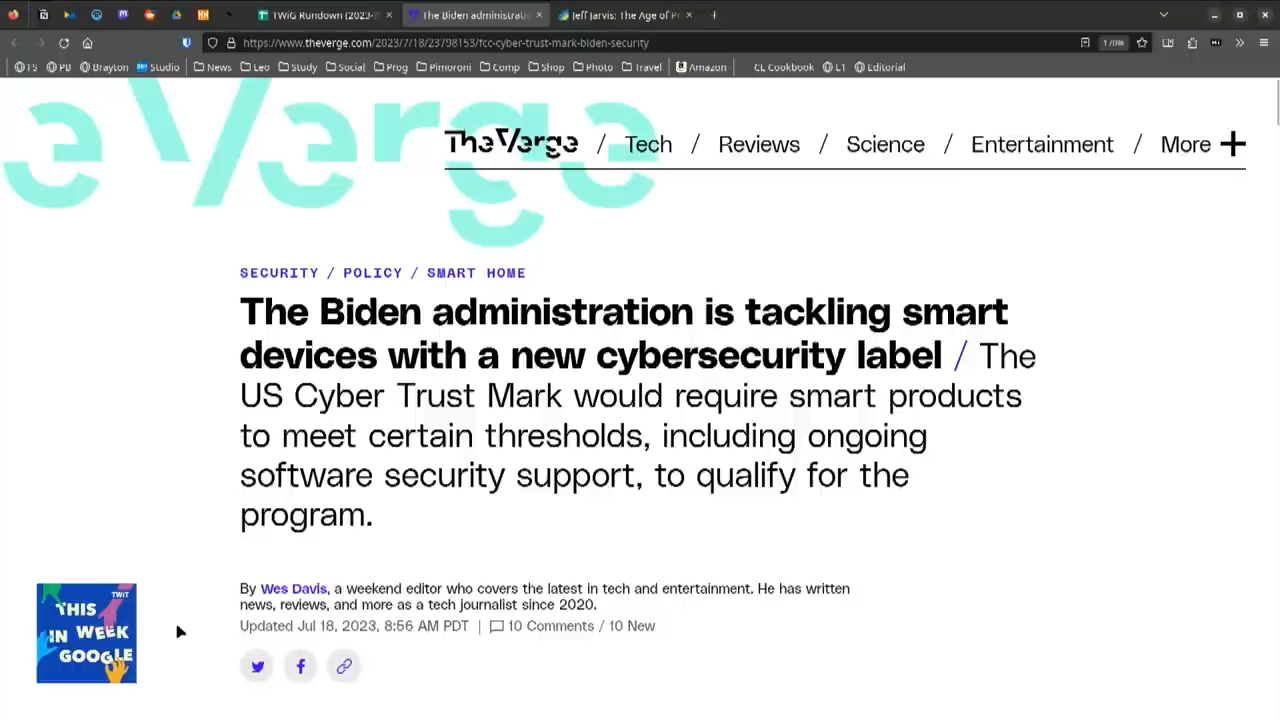 TWiG Rundown (2023-
The Biden administratio
Jeff Jarvis: The Age of P
https://www.theverge.com/2023/7/18/23798153/fcc-cyber-trust-mark-biden-security
170%
TS PB Brayton Studio News Leo Study Social Prog Pimoroni Comp Shop Photo Travel Amazon CL Cookbook L1 Editorial
eVerge
TheVerge / Tech / Reviews / Science / Entertainment / More
SECURITY / POLICY / SMART HOME
The Biden administration is tackling smart
devices with a new cybersecurity label / The
US Cyber Trust Mark would require smart products
to meet certain thresholds, including ongoing
software security support, to qualify for the
program.
By Wes Davis, a weekend editor who covers the latest in tech and entertainment. He has written
news, reviews, and more as a tech journalist since 2020.
Updated Jul 18, 2023, 8:56 AM PDT | 10 Comments / 10 New
TWiT
THIS
IN WEEK
GOOGLE